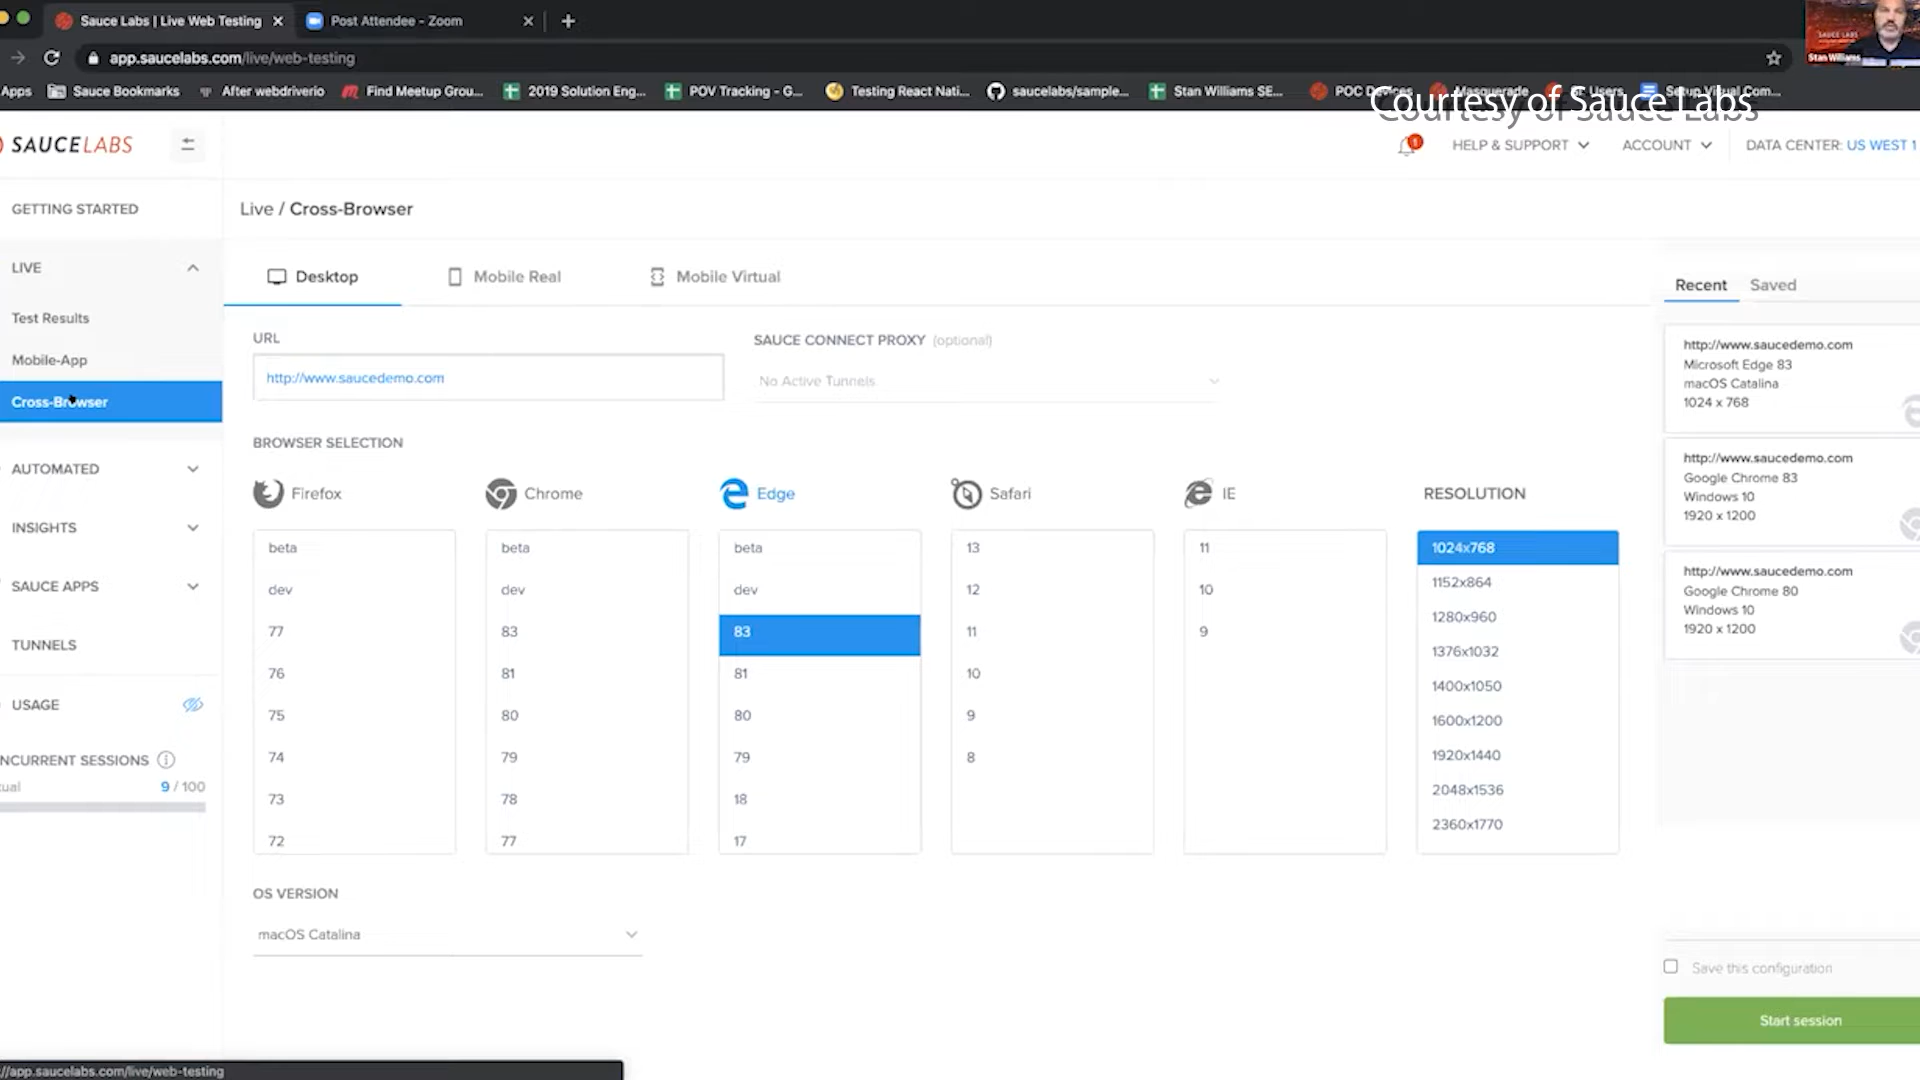 Sauce Labs | Live Web Testing
Post Attendee - Zoom
app.saucelabs.com/live/web-testing
SAUCE LABS
Stan Williams
Apps
Sauce Bookmarks
After webdriverio
Find Meetup Grou...
2019 Solution Eng...
POV Tracking - G...
Testing React Nati...
saucelabs/sample...
Stan Williams SE...
POC Devices
Masquerade
SE Users
Setup Virtual Com...
Courtesy of Sauce Labs
SAUCELABS
1
HELP & SUPPORT
ACCOUNT
DATA CENTER: US WEST 1
GETTING STARTED
LIVE
Test Results
Mobile-App
Cross-Browser
AUTOMATED
INSIGHTS
SAUCE APPS
TUNNELS
USAGE
NCURRENT SESSIONS
tual
9 / 100
Live / Cross-Browser
Desktop
Mobile Real
Mobile Virtual
URL
http://www.saucedemo.com
SAUCE CONNECT PROXY (optional)
No Active Tunnels
BROWSER SELECTION
Firefox
beta
dev
77
76
75
74
73
72
Chrome
beta
dev
83
81
80
79
78
77
Edge
beta
dev
83
81
80
79
18
17
Safari
13
12
11
10
9
8
IE
11
10
9
RESOLUTION
1024x768
1152x864
1280x960
1376x1032
1400x1050
1600x1200
1920x1440
2048x1536
2360x1770
OS VERSION
macOS Catalina
Recent
Saved
http://www.saucedemo.com
Microsoft Edge 83
macOS Catalina
1024 x 768
http://www.saucedemo.com
Google Chrome 83
Windows 10
1920 x 1200
http://www.saucedemo.com
Google Chrome 80
Windows 10
1920 x 1200
Save this configuration
Start session
//app.saucelabs.com/live/web-testing